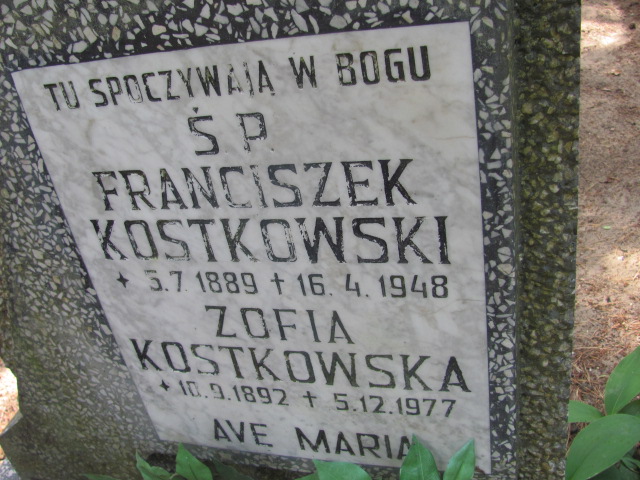 TU SPOCZYWAJĄ W BOGU
Ś P.
FRANCISZEK
KOSTKOWSKI
✦ 5.7.1889 ✝ 16.4.1948
ZOFIA
KOSTKOWSKA
✦ 10.9.1892 ✝ 5.12.1977
AVE MARIA